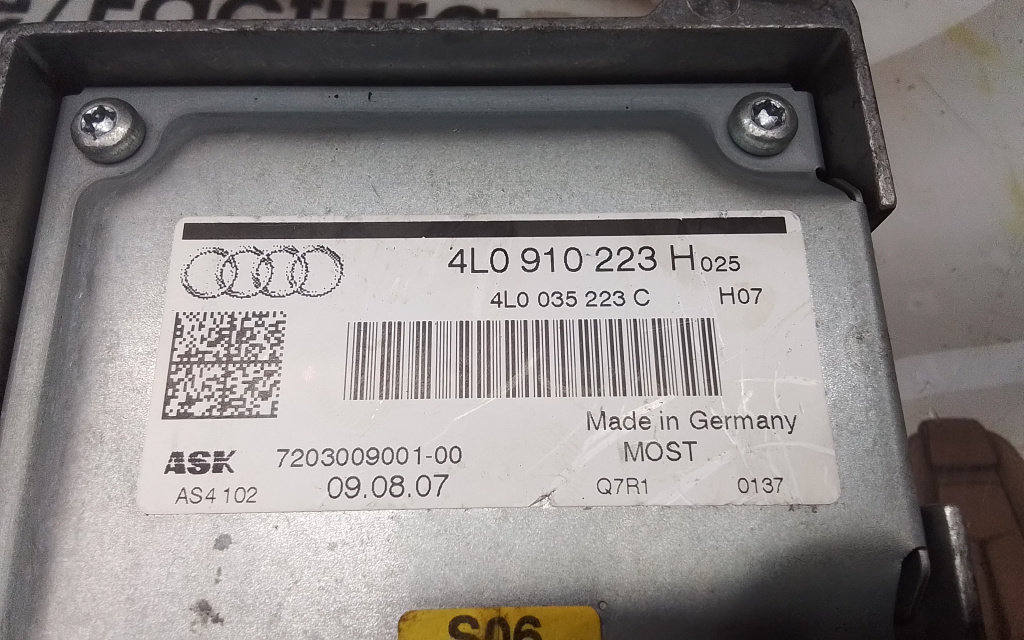 4L0 910 223 H 025
4L0 035 223 C H07
Made in Germany
MOST
ASK 7203009001-00
AS4 102 09.08.07 Q7R1 0137
S06